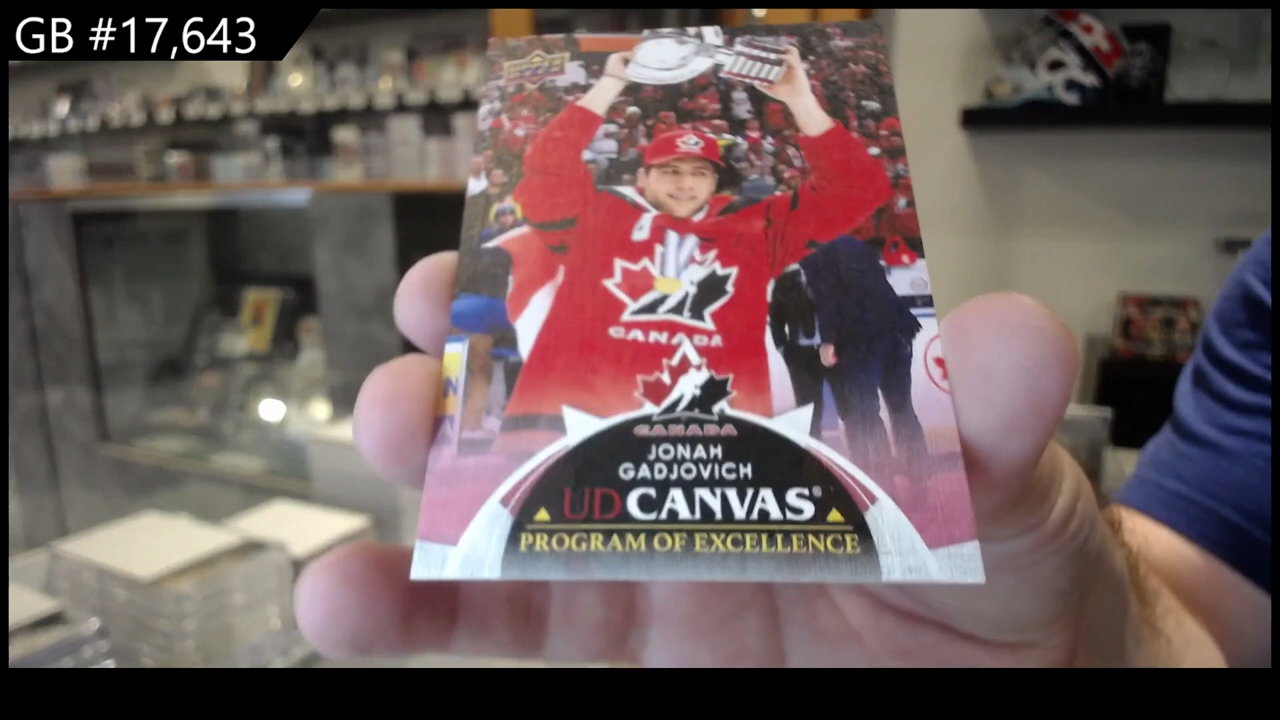 GB #17,643
CANADA
CANADA
JONAH
GADJOVICH
UD CANVAS®
PROGRAM OF EXCELLENCE